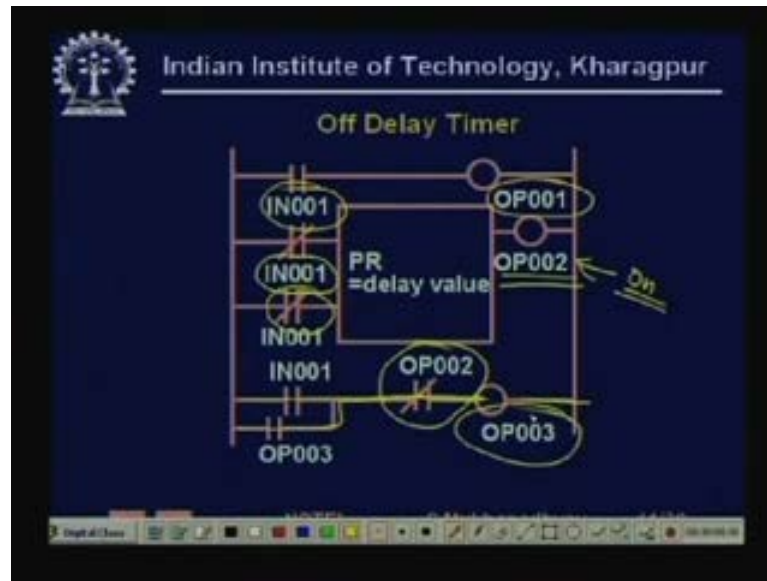 Indian Institute of Technology, Kharagpur
Off Delay Timer
IN001
OP001
IN001
PR
=delay value
OP002
Dn
IN001
IN001
OP002
OP003
OP003